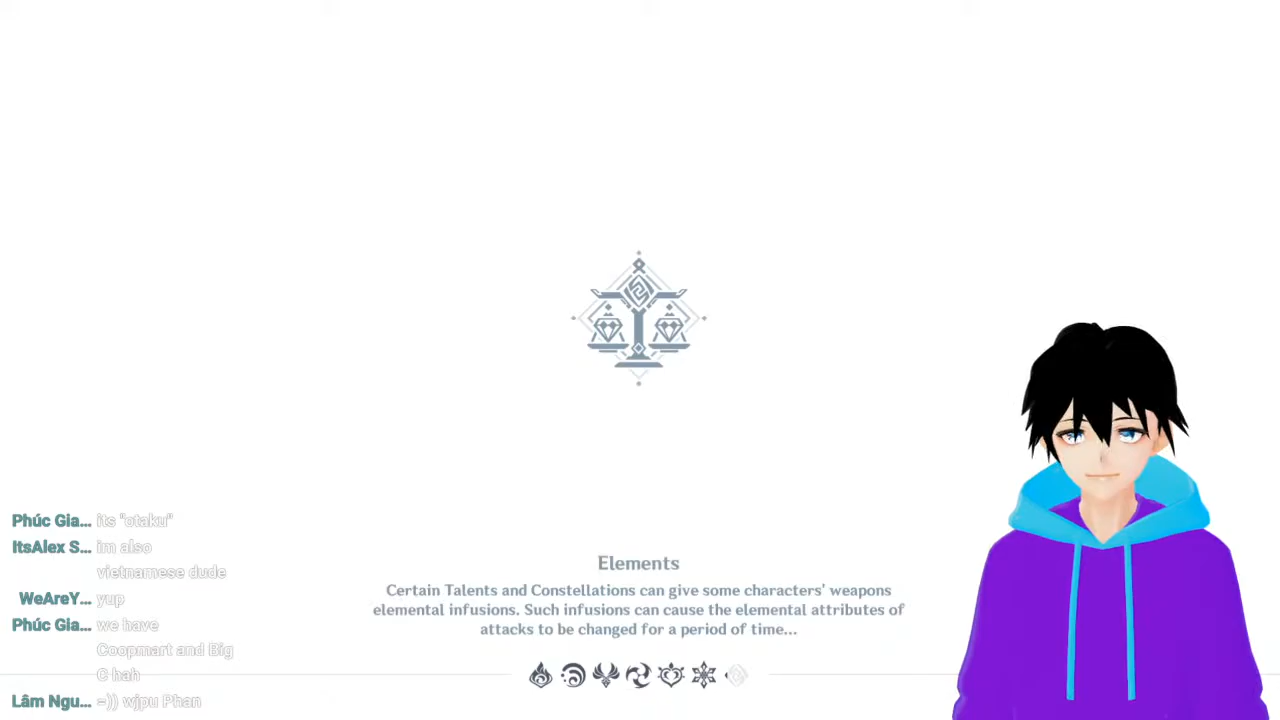 Phúc Gia... its "otaku"
ItsAlex S... im also
vietnamese dude
WeAreY... yup
Phúc Gia... we have
Coopmart and Big
C hah
Lâm Ngu... =)) wjpu Phan
Elements
Certain Talents and Constellations can give some characters' weapons
elemental infusions. Such infusions can cause the elemental attributes of
attacks to be changed for a period of time...